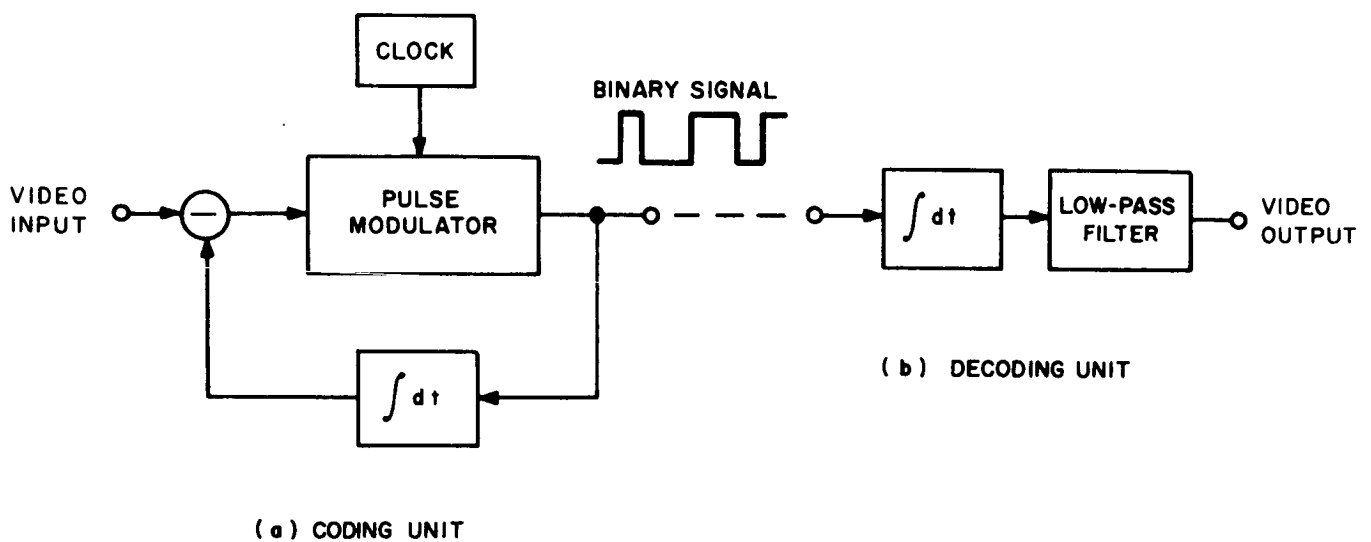 CLOCK
BINARY SIGNAL
VIDEO
INPUT
−
PULSE
MODULATOR
∫ dt
LOW-PASS
FILTER
VIDEO
OUTPUT
∫ dt
(b) DECODING UNIT
(a) CODING UNIT